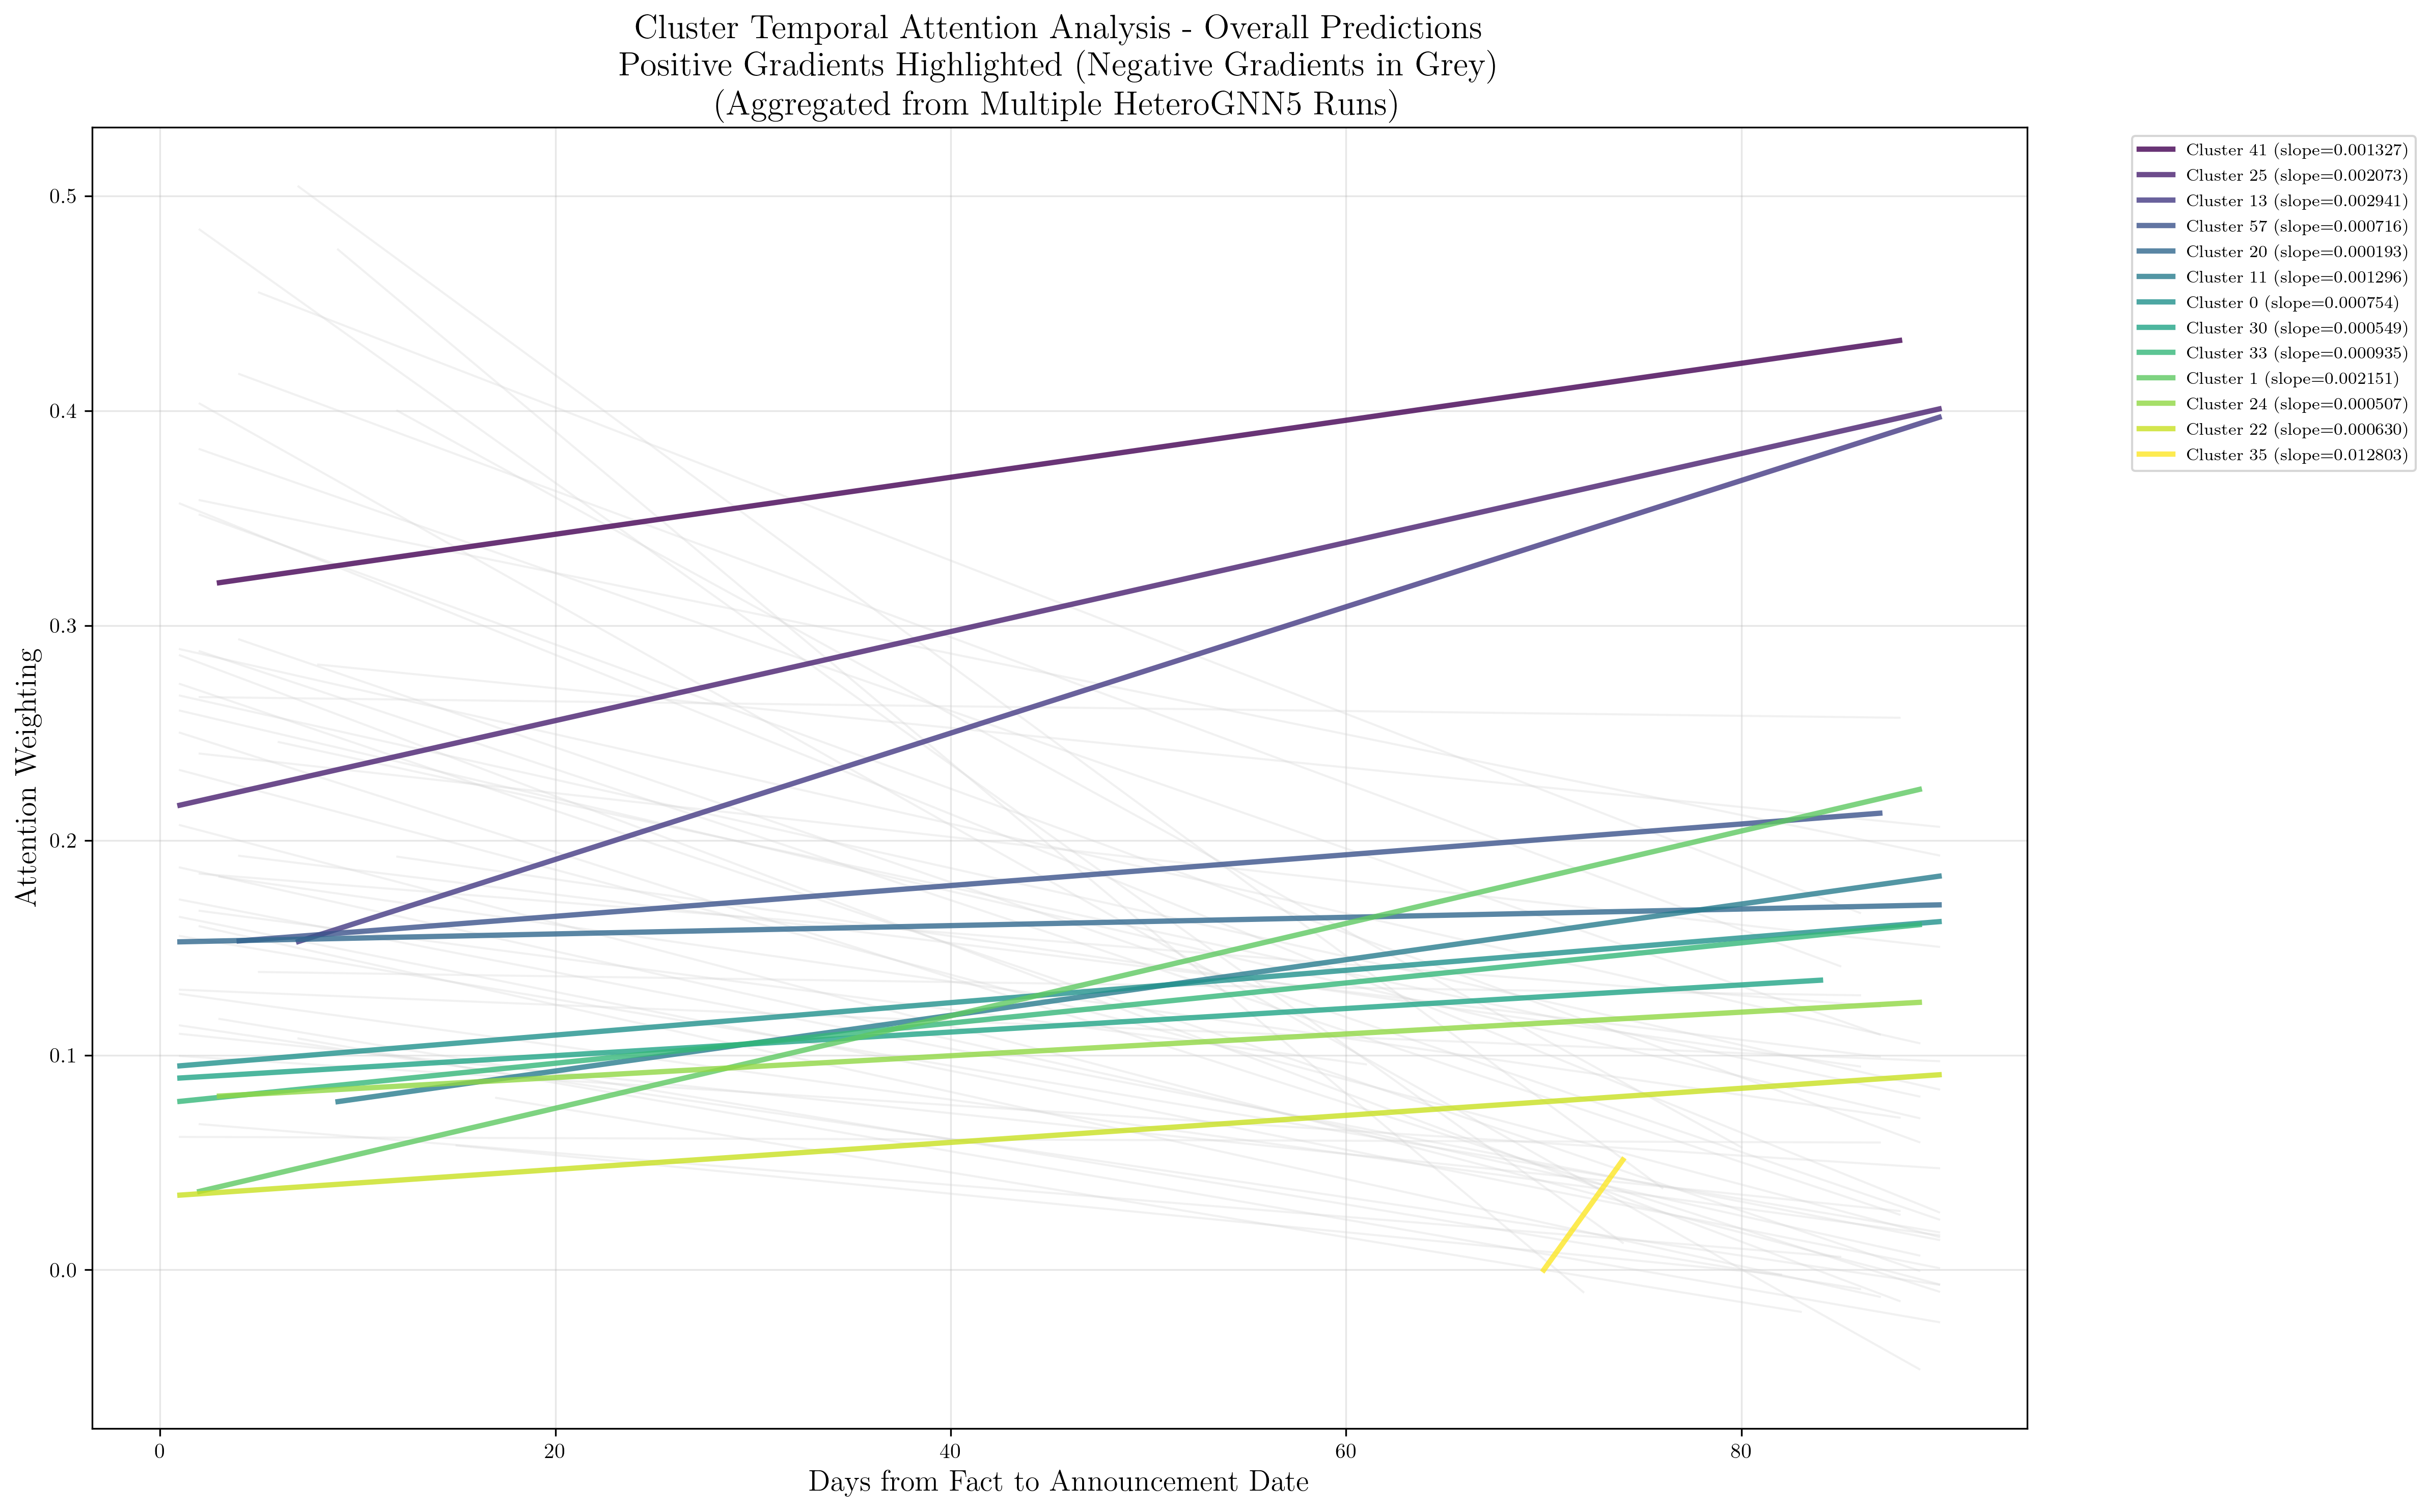 Cluster Temporal Attention Analysis - Overall Predictions
Positive Gradients Highlighted (Negative Gradients in Grey)
(Aggregated from Multiple HeteroGNN5 Runs)
Attention Weighting
0.5
0.4
0.3
0.2
0.1
0.0
0
20
40
60
80
Days from Fact to Announcement Date
Cluster 41 (slope=0.001327)
Cluster 25 (slope=0.002073)
Cluster 13 (slope=0.002941)
Cluster 57 (slope=0.000716)
Cluster 20 (slope=0.000193)
Cluster 11 (slope=0.001296)
Cluster 0 (slope=0.000754)
Cluster 30 (slope=0.000549)
Cluster 33 (slope=0.000935)
Cluster 1 (slope=0.002151)
Cluster 24 (slope=0.000507)
Cluster 22 (slope=0.000630)
Cluster 35 (slope=0.012803)